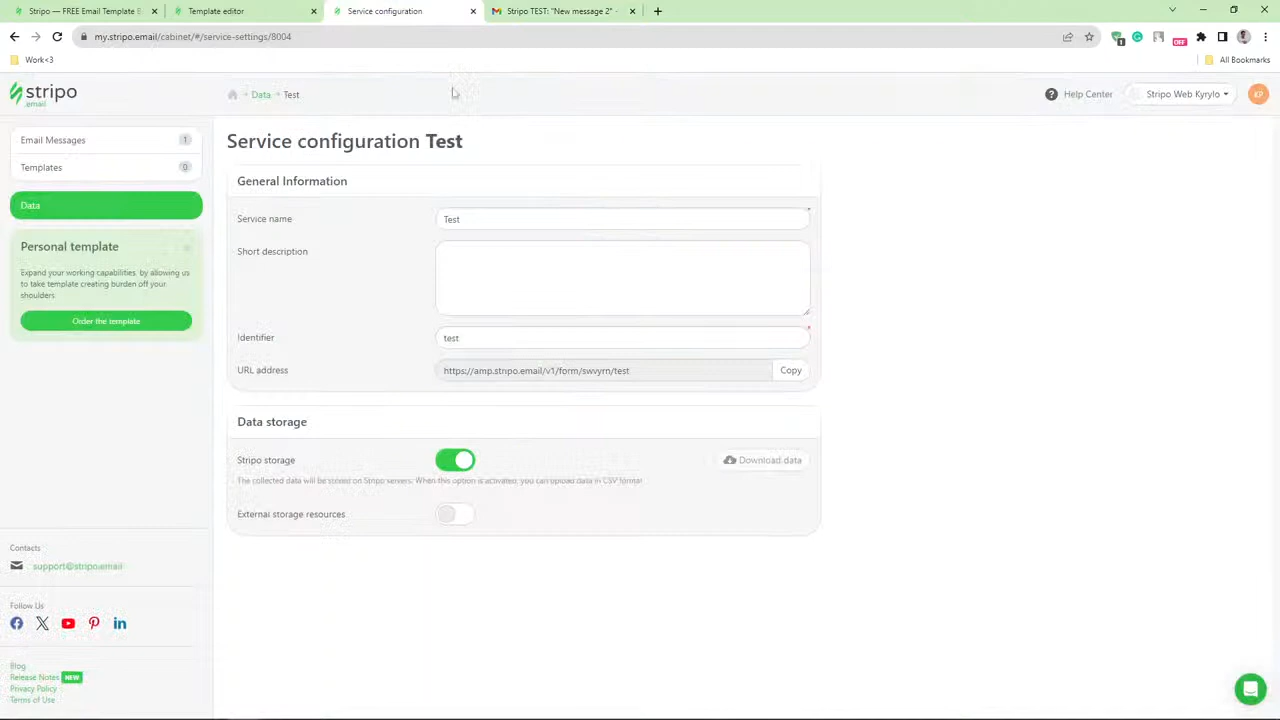 Stripo — FREE Email Template E
Template editor
Service configuration
Stripo TEST: "New message 2" -
my.stripo.email/cabinet/#/service-settings/8004
1
OFF
Work<3
All Bookmarks
stripo
.email
Data
Test
Help Center
Stripo Web Kyrylo
KP
Email Messages 1
Templates 0
Data
Personal template
Expand your working capabilities, by allowing us
to take template creating burden off your
shoulders
Order the template
Service configuration Test
General Information
Service name
Test
Short description
Identifier
test
URL address
https://amp.stripo.email/v1/form/swvyrn/test
Copy
Data storage
Stripo storage
Download data
The collected data will be stored on Stripo servers. When this option is activated, you can upload data in CSV format
External storage resources
Contacts
support@stripo.email
Follow Us
Blog
Release Notes NEW
Privacy Policy
Terms of Use